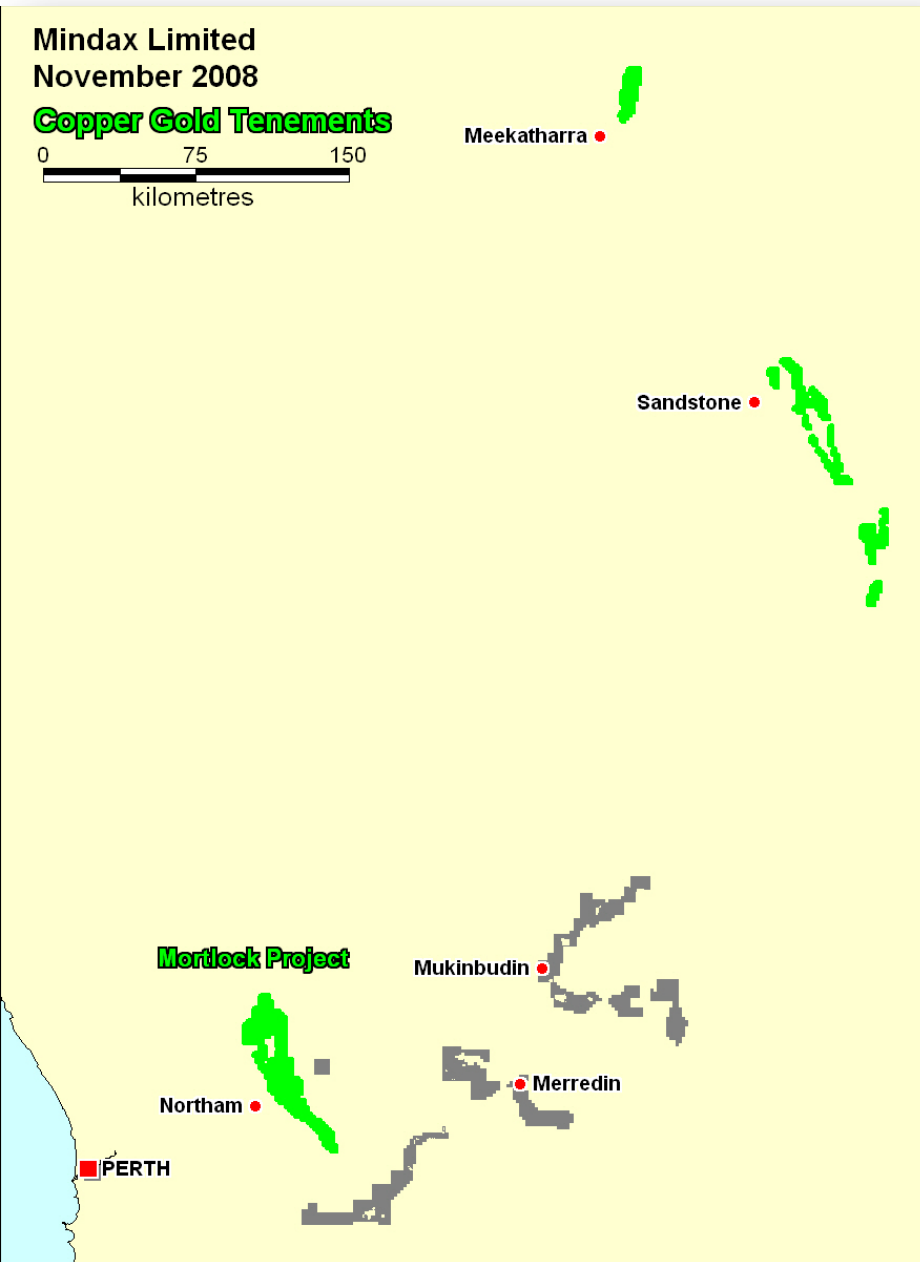 Mindax Limited
November 2008
Copper Gold Tenements
0 75 150
kilometres
Meekatharra
Sandstone
Mortlock Project
Mukinbudin
Merredin
Northam
PERTH